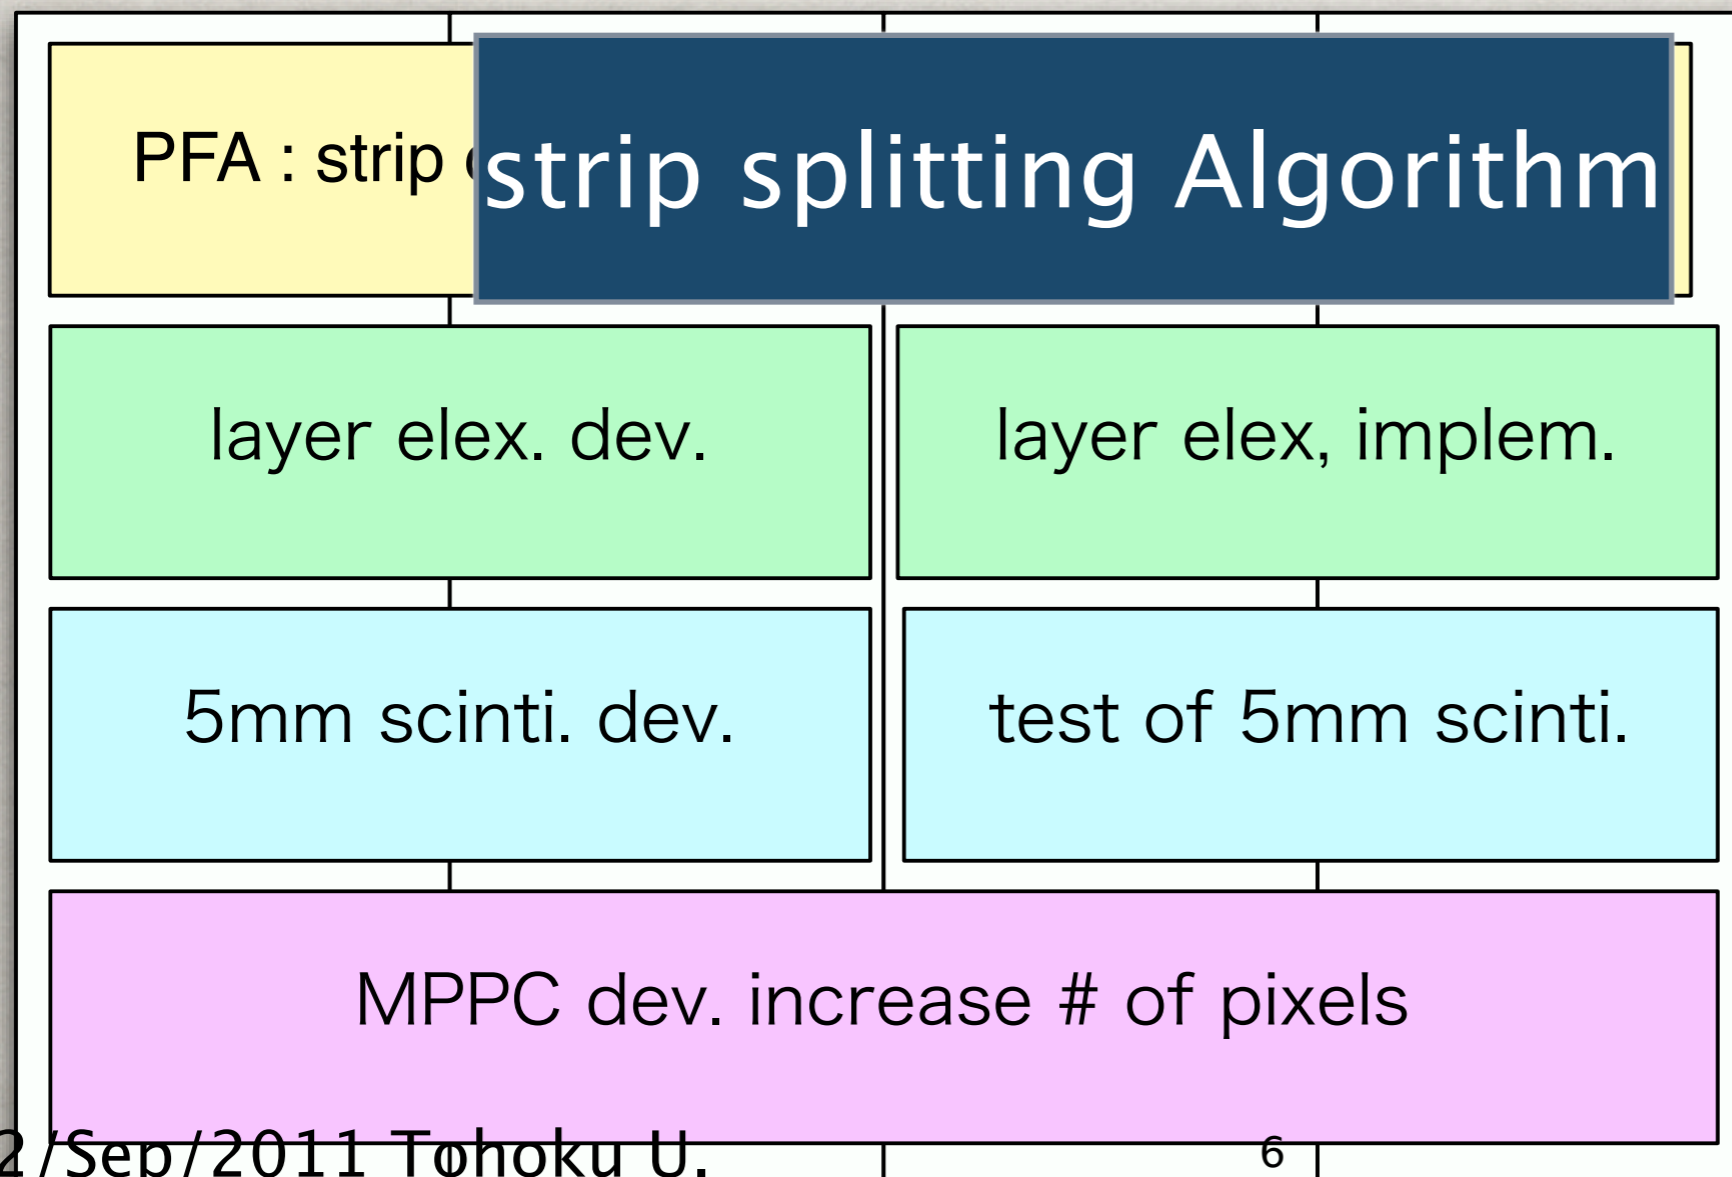 PFA : strip
strip splitting Algorithm
layer elex. dev.
layer elex, implem.
5mm scinti. dev.
test of 5mm scinti.
MPPC dev. increase # of pixels
2/Sep/2011 Tohoku U.
6